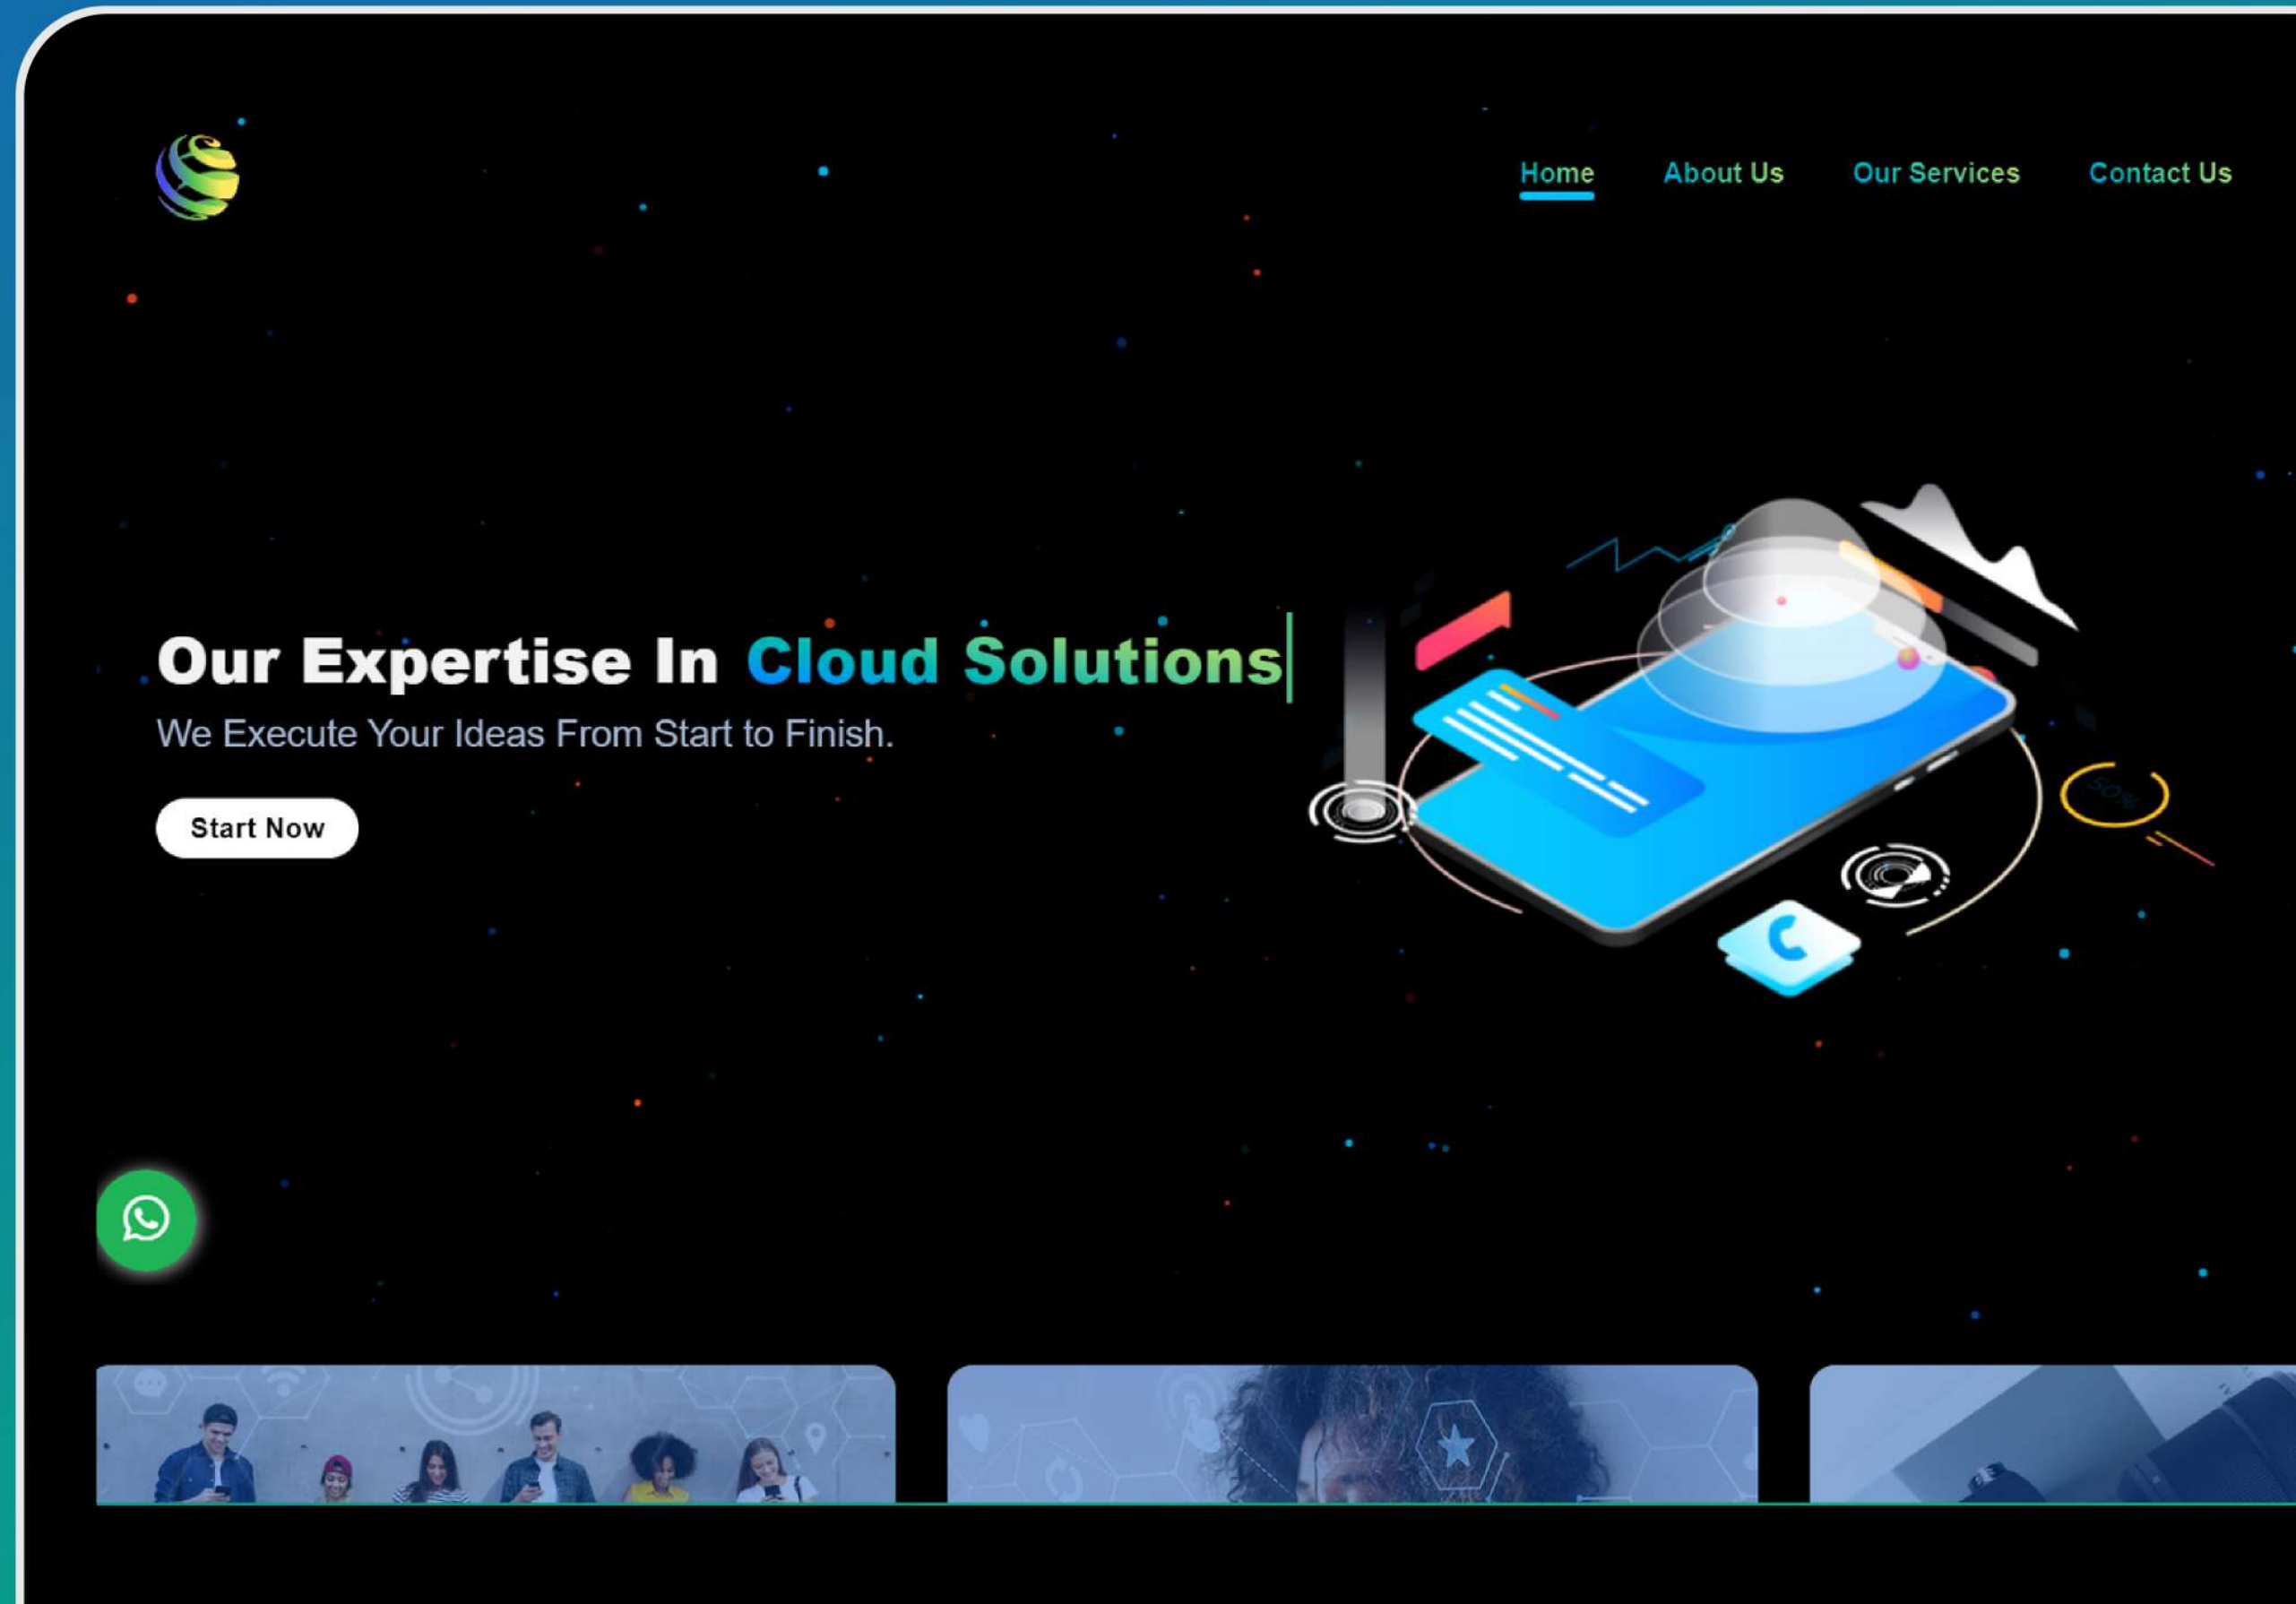 Home About Us Our Services Contact Us
Our Expertise In Cloud Solutions
We Execute Your Ideas From Start to Finish.
50%
Start Now